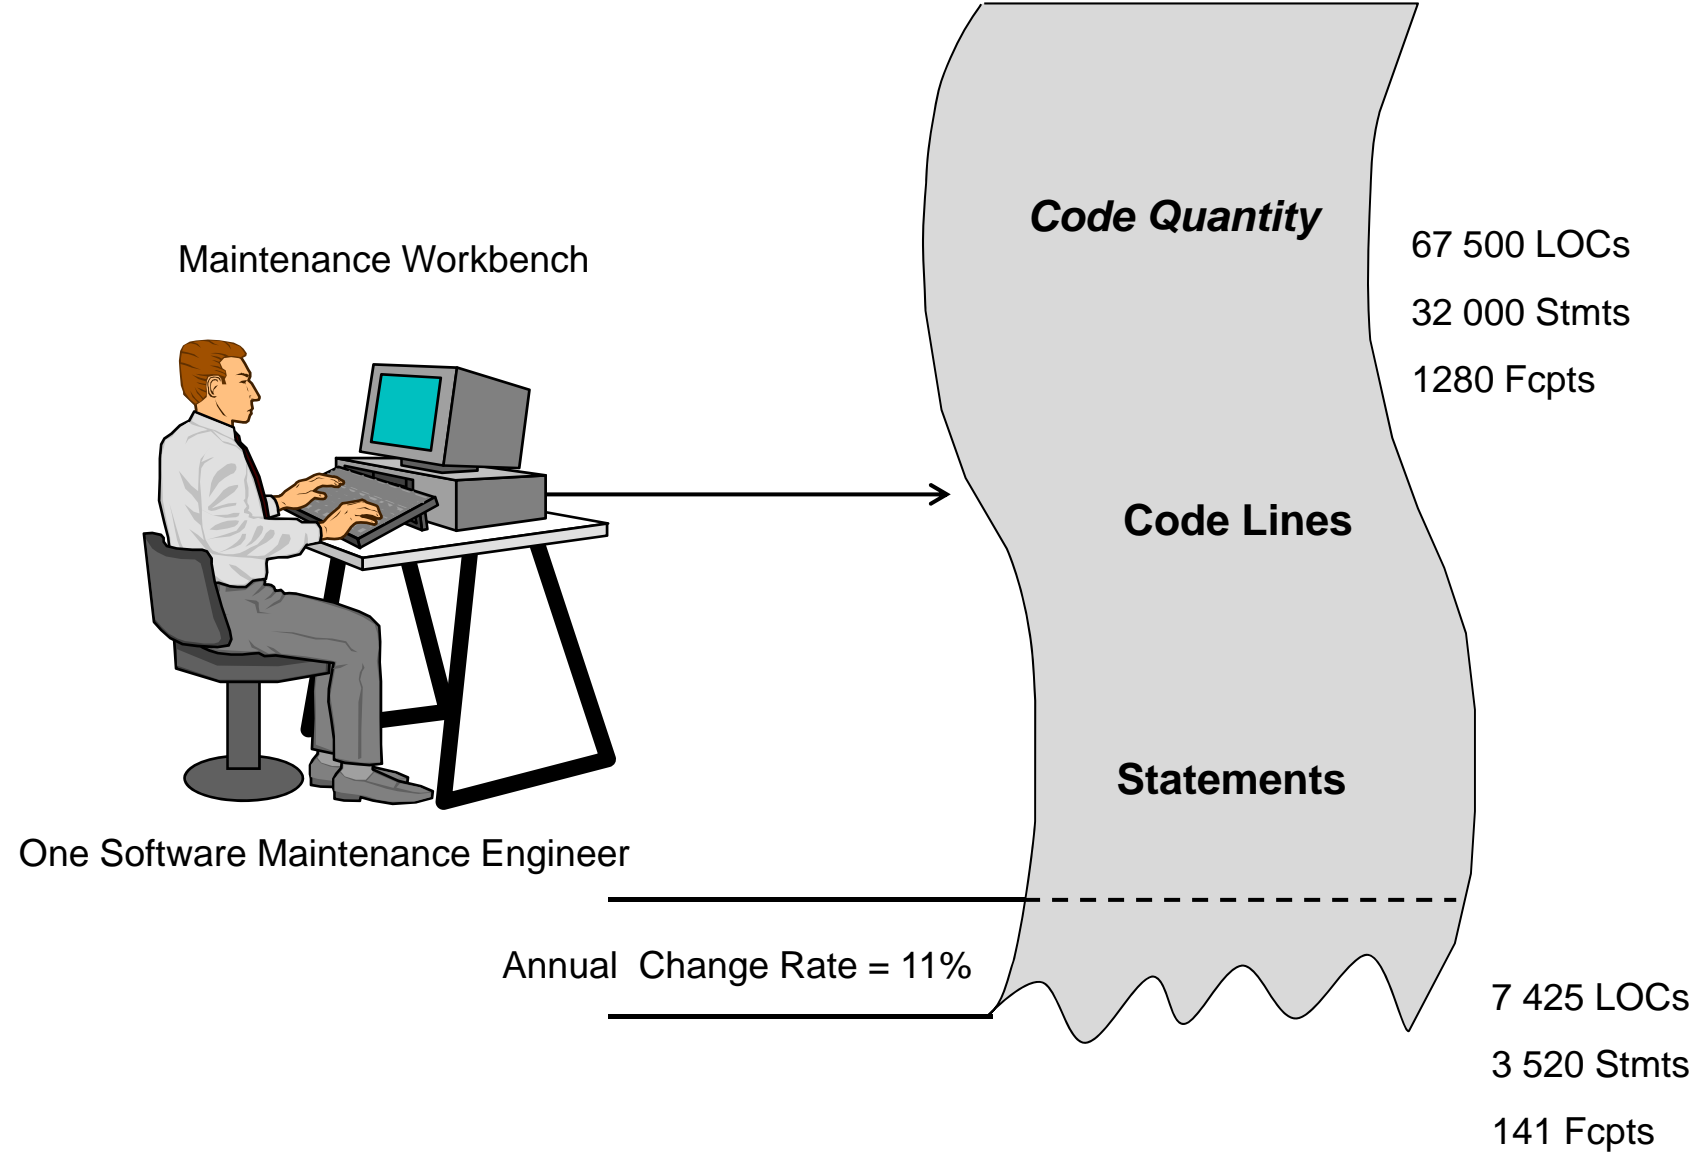 Code Quantity
Maintenance Workbench
67 500 LOCs
32 000 Stmts
1280 Fcpts
Code Lines
Statements
One Software Maintenance Engineer
Annual Change Rate = 11%
7 425 LOCs
3 520 Stmts
141 Fcpts